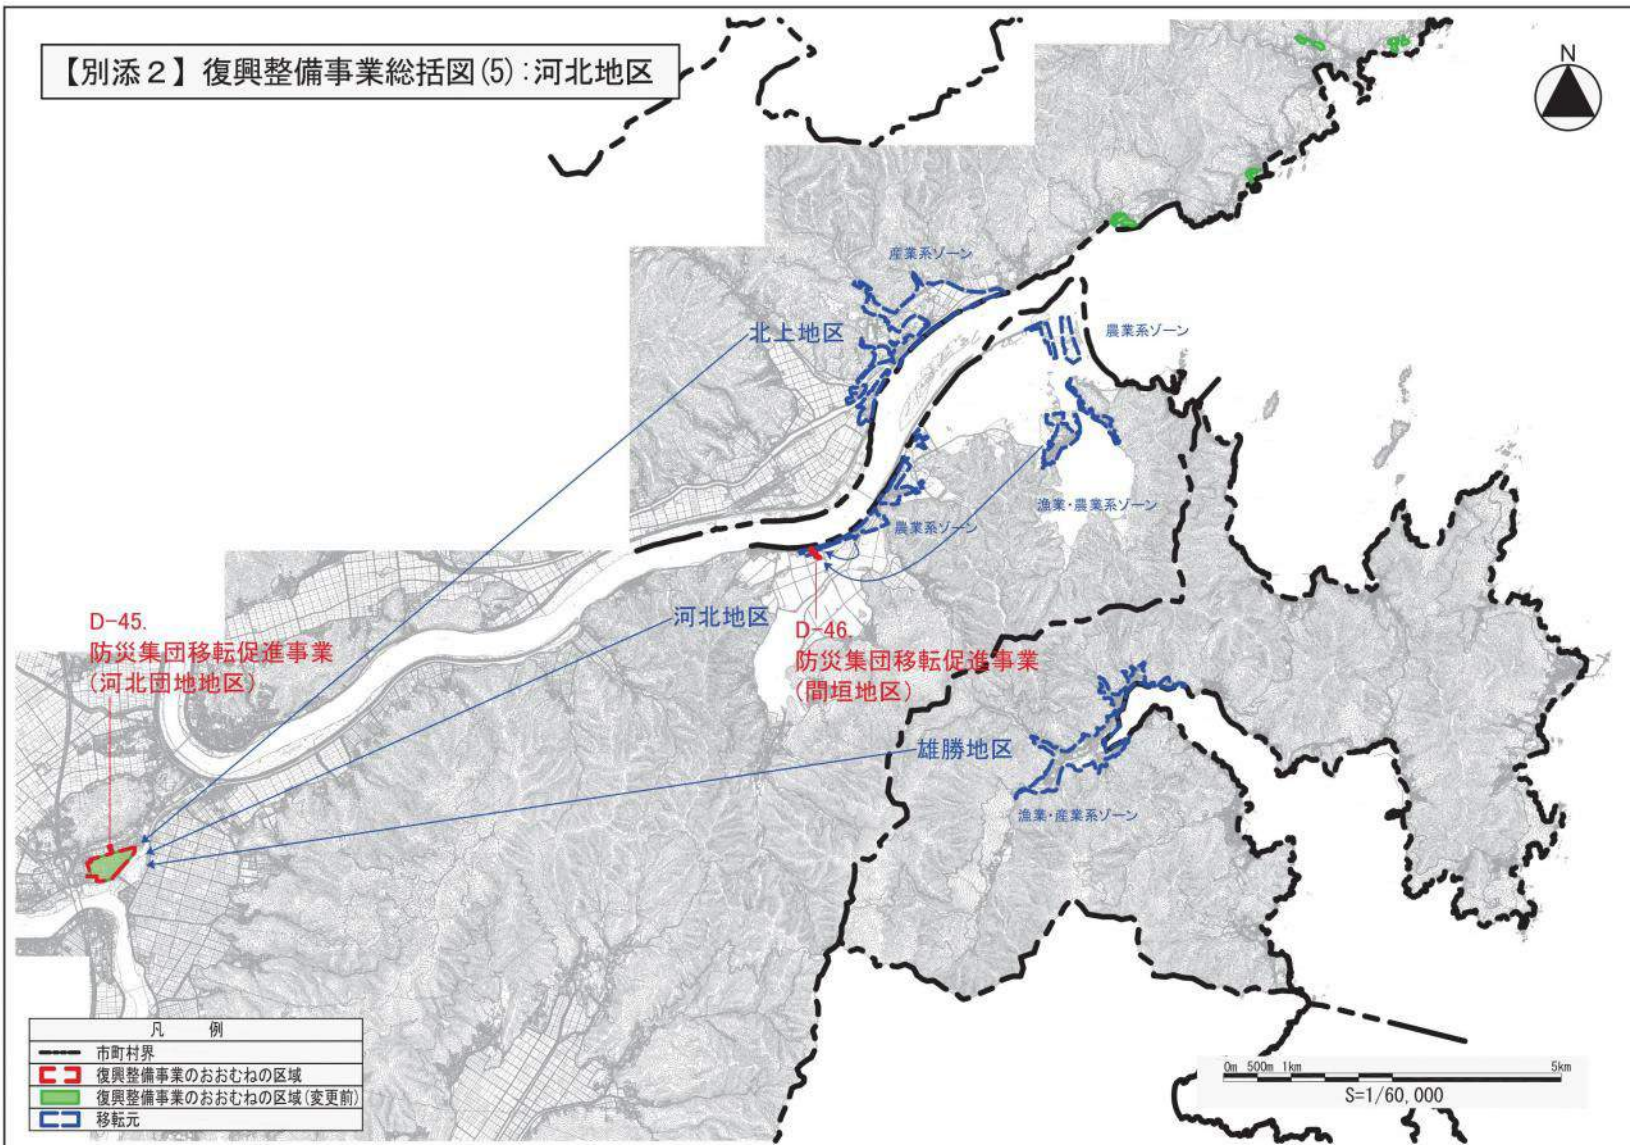 【別添２】復興整備事業総括図(5):河北地区
N
産業系ゾーン
北上地区
農業系ゾーン
漁業・農業系ゾーン
農業系ゾーン
河北地区
D-45.
防災集団移転促進事業
(河北団地地区)
D-46.
防災集団移転促進事業
(間垣地区)
雄勝地区
漁業・産業系ゾーン
凡　例
市町村界
復興整備事業のおおむねの区域
復興整備事業のおおむねの区域(変更前)
移転元
0m 500m 1km 5km
S=1/60,000